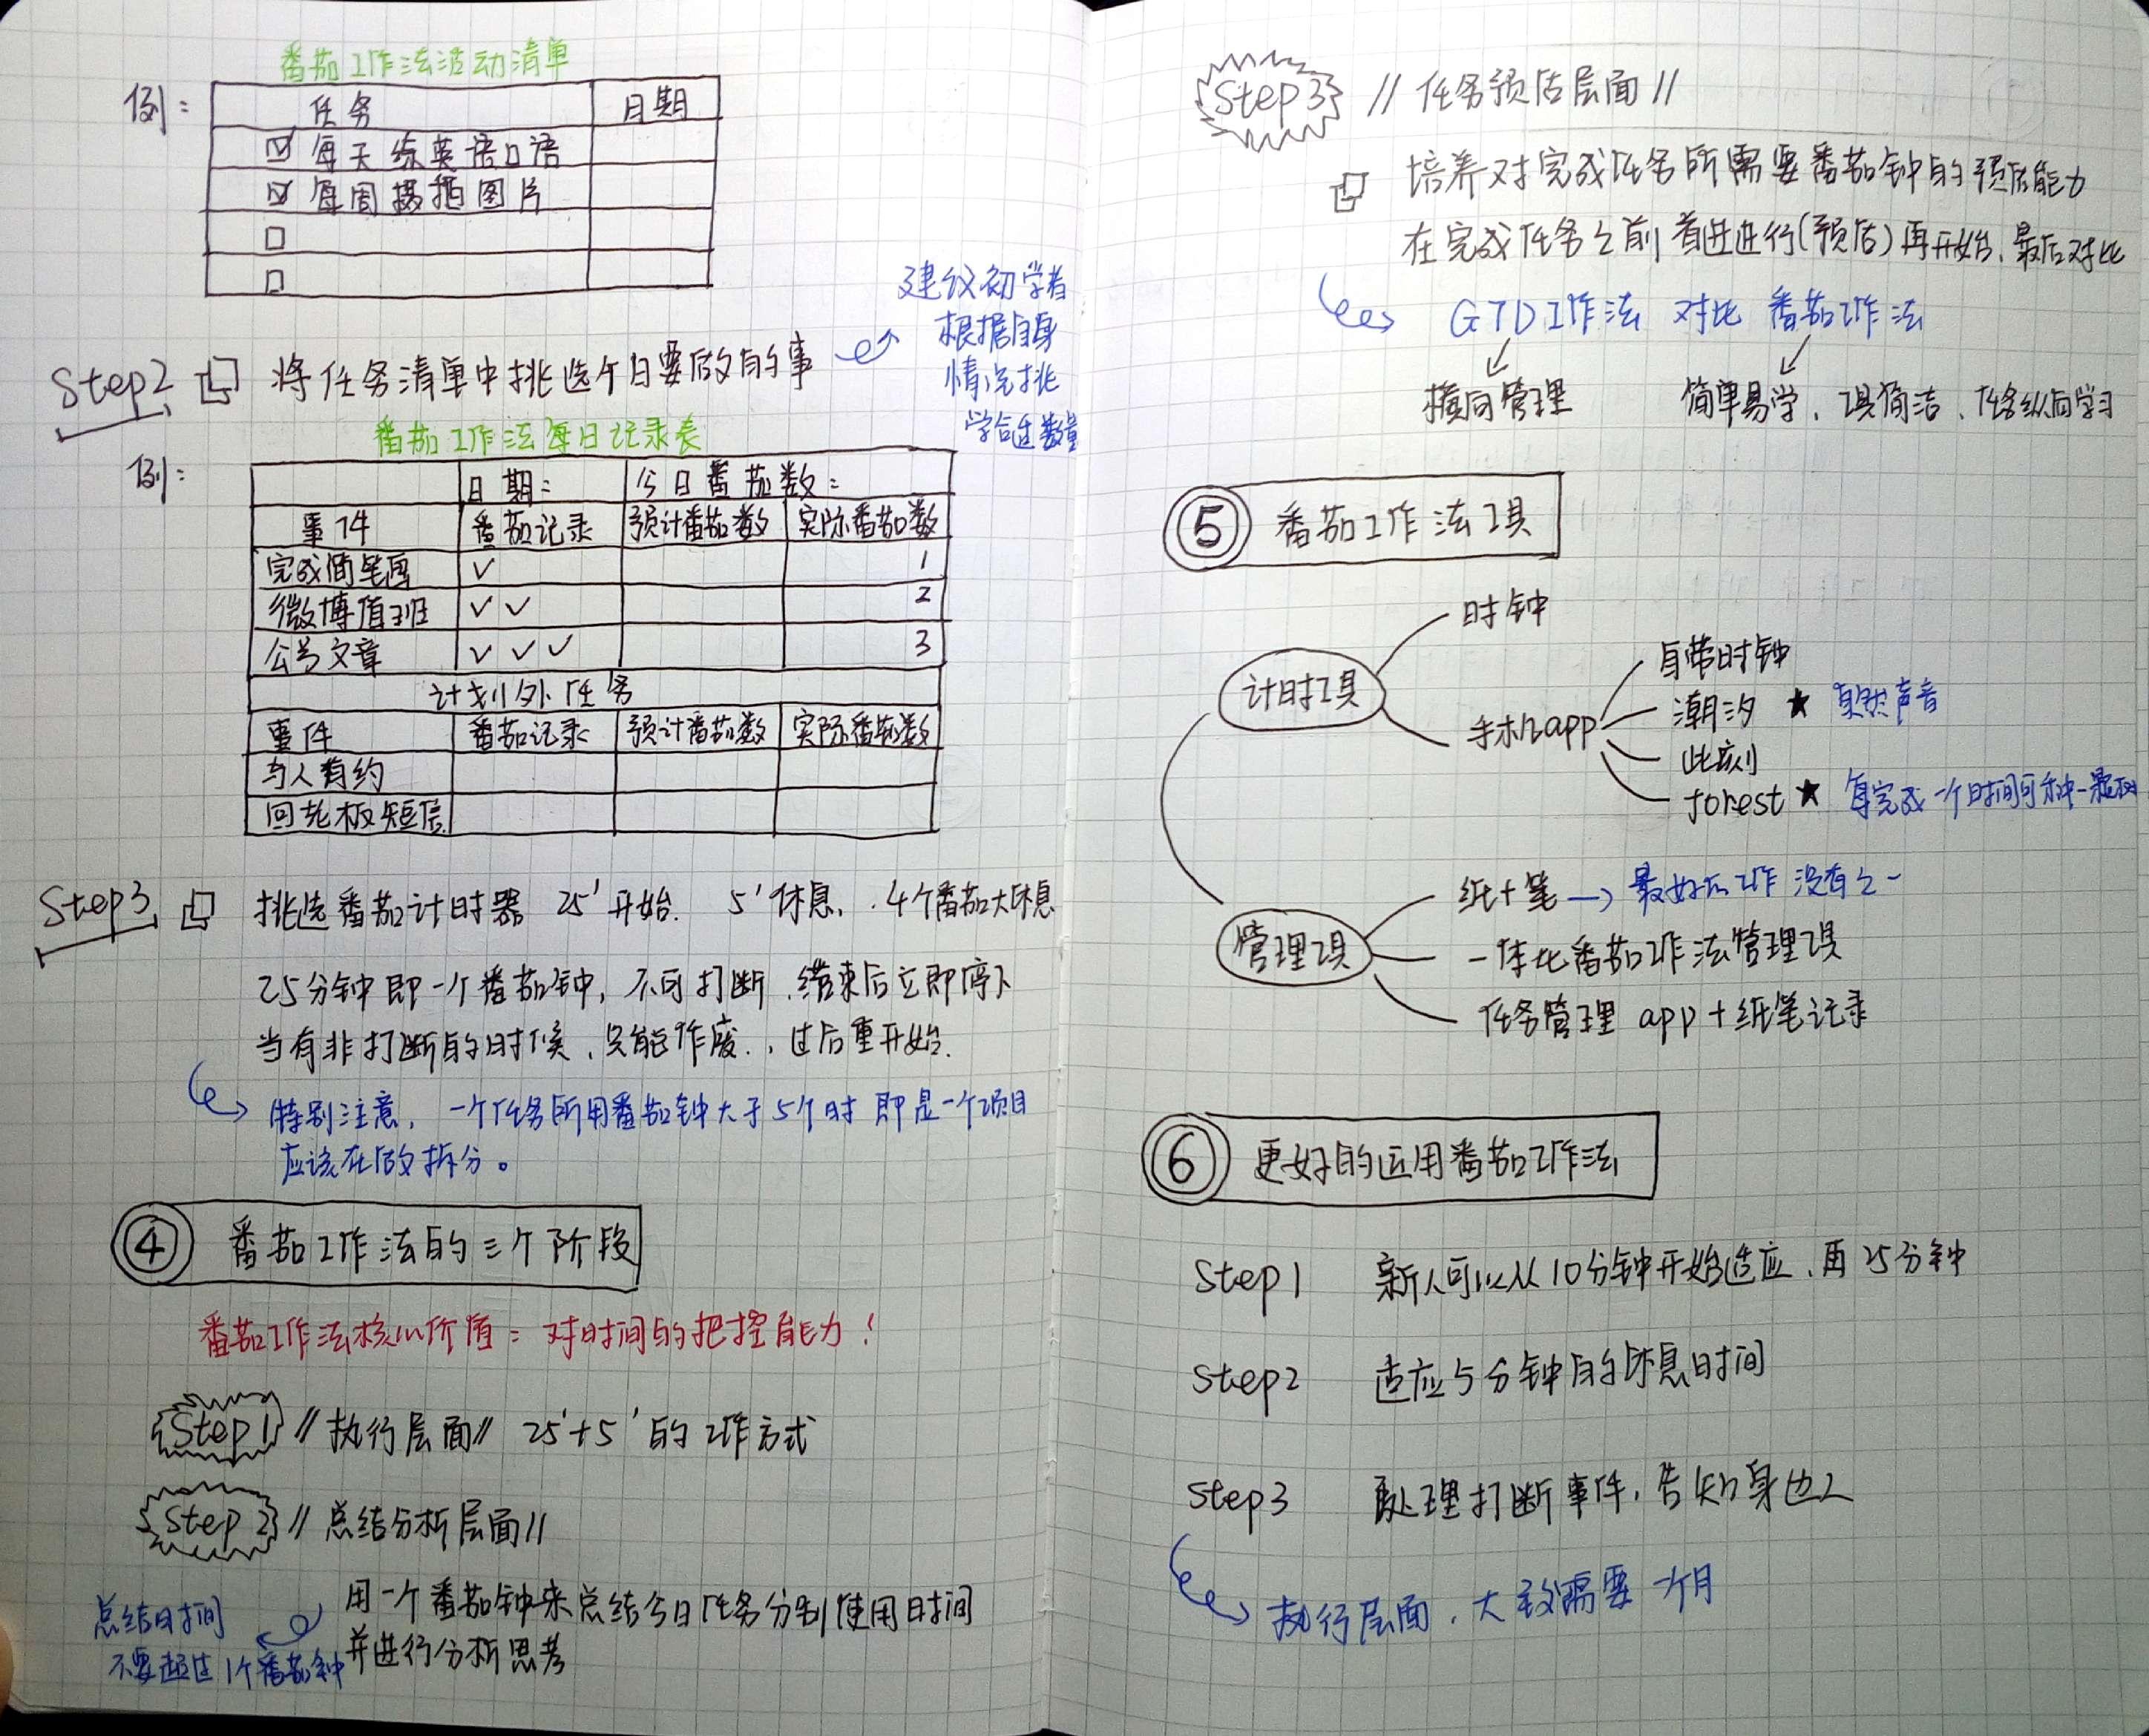 番茄工作法活动清单
例：
任务 日期
每天练英语口语
每周摄插图片
建议初学者
根据自身
情况挑
学合适数量
Step2 将任务清单中挑选今日要做的事
番茄工作法每日记录表
例：
日期： 今日番茄数：
事件 番茄记录 预计番茄数 实际番茄数
完成简笔画 ✓ 1
微博值班 ✓ ✓ 2
公号文章 ✓ ✓ ✓ 3
计划外任务
事件 番茄记录 预计番茄数 实际番茄数
与人有约
回老板短信
Step3 挑选番茄计时器 25' 开始. 5'休息, .4个番茄大休息
25分钟即一个番茄钟, 不可打断.结束后立即停下
当有非打断的时候,只能作废., 过后重开始.
特别注意, 一个任务所用番茄钟大于5个时 即是一个项目
应该在做拆分。
④ 番茄工作法的三个阶段
番茄工作法核心价值：对时间的把控能力！
Step1 //执行层面// 25'+5' 的工作方式
Step2 //总结分析层面//
用一个番茄钟来总结今日任务分割使用时间
并进行分析思考
总结时间
不要超过1个番茄钟
Step3 //任务预估层面//
培养对完成任务所需要番茄钟的预估能力
在完成任务之前着进进行(预估)再开始、最后对比
GTD工作法 对比 番茄工作法
横向管理 简单易学、工具简洁、任务纵向学习
⑤ 番茄工作法工具
计时工具
时钟
手机app
自带时钟
潮汐 ★ 自然声音
此刻
forest ★ 每完成一个时间可种一颗树
管理工具
纸+笔 → 最好的工作 没有之一
一体化番茄工作法管理工具
任务管理 app+纸笔记录
⑥ 更好的运用番茄工作法
Step1 新人可以从10分钟开始适应、再25分钟
Step2 适应5分钟的休息时间
Step3 处理打断事件,告知身边人
执行层面、大致需要一个月